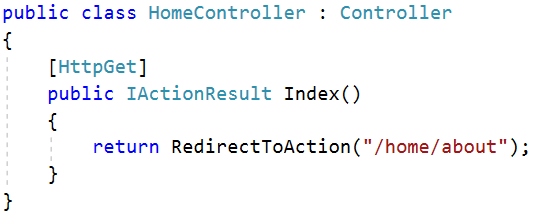 public class HomeController : Controller
{
    [HttpGet]
    public IActionResult Index()
    {
        return RedirectToAction("/home/about");
    }
}